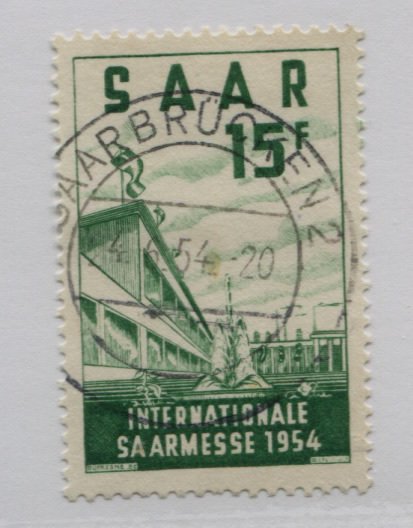 SAAR
15F
SAARBRÜCKEN 2
4.6.54 20
INTERNATIONALE
SAARMESSE 1954